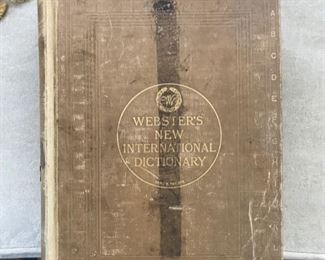 W
WEBSTER'S
NEW
INTERNATIONAL
DICTIONARY
A
B
C
D
E
F
G
H
I
J
K
L